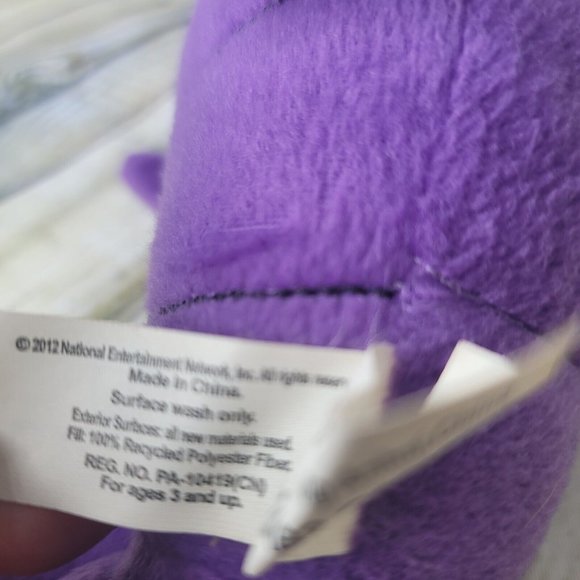 © 2012 National Entertainment Network, Inc. All rights
Made in China.
Surface wash only.
Exterior Surfaces: all new materials used.
Fill: 100% Recycled Polyester Fiber.
REG. NO. PA-10419(CN)
For ages 3 and up.